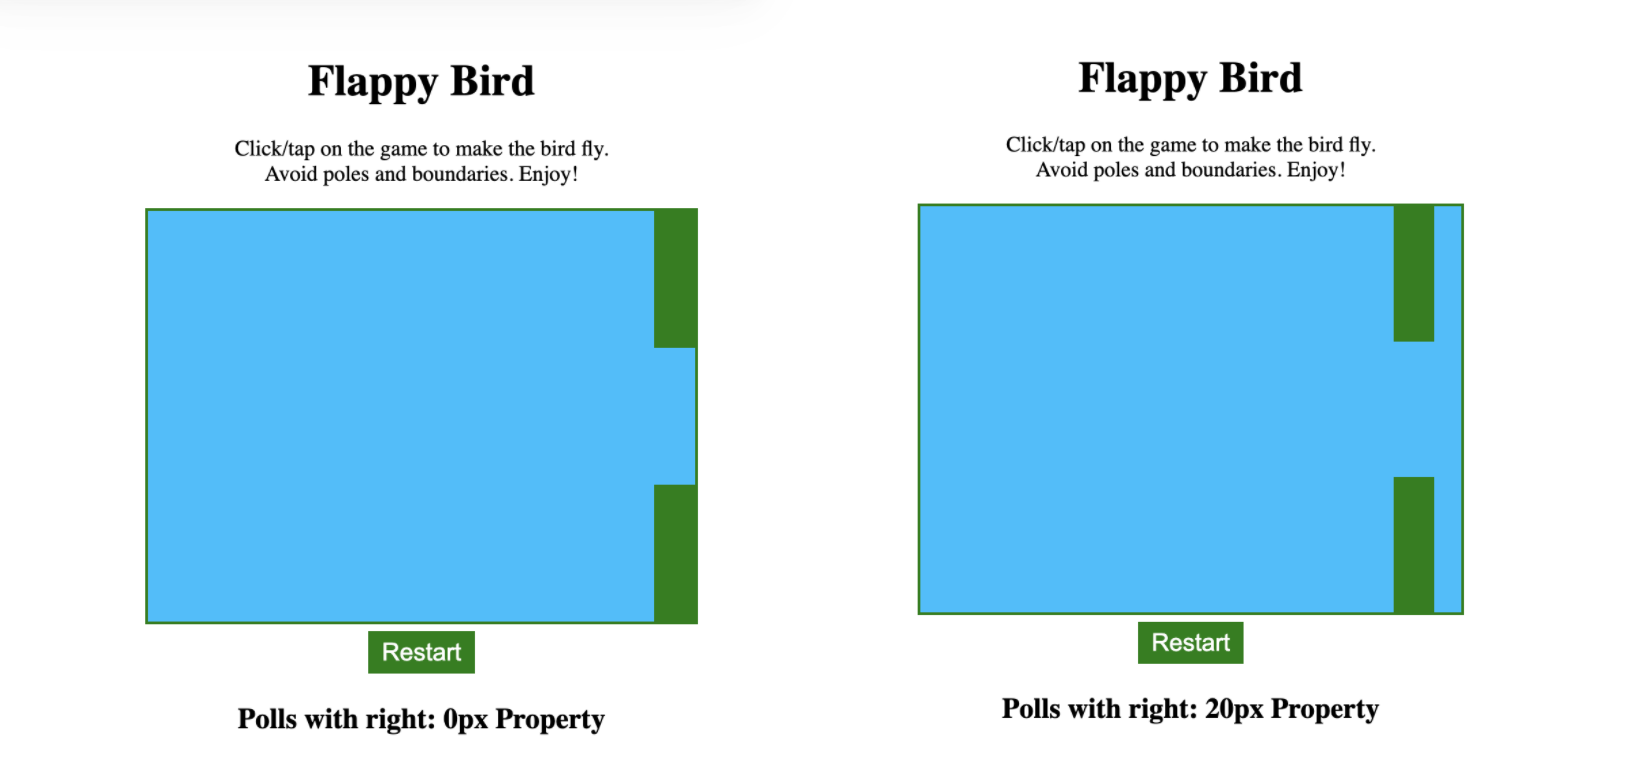 Flappy Bird
Click/tap on the game to make the bird fly.
Avoid poles and boundaries. Enjoy!
Restart
Polls with right: 0px Property
Flappy Bird
Click/tap on the game to make the bird fly.
Avoid poles and boundaries. Enjoy!
Restart
Polls with right: 20px Property